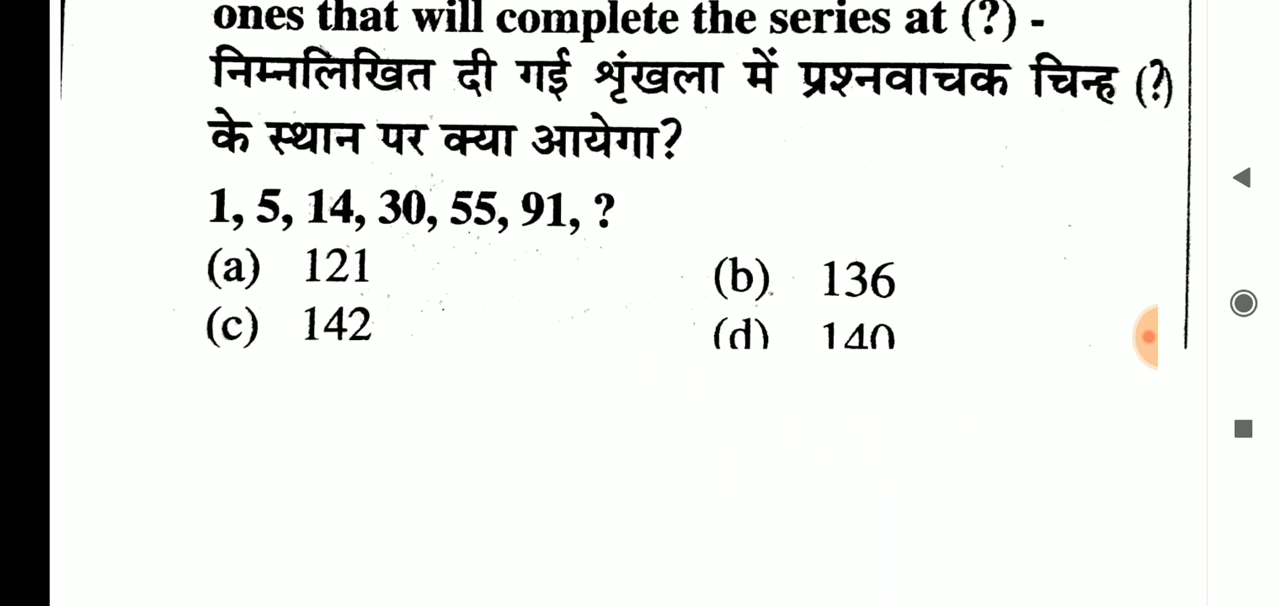 ones that will complete the series at (?) -
निम्नलिखित दी गई श्रृंखला में प्रश्नवाचक चिन्ह (?)
के स्थान पर क्या आयेगा?
1, 5, 14, 30, 55, 91, ?
(a) 121 (b) 136
(c) 142 (d) 140